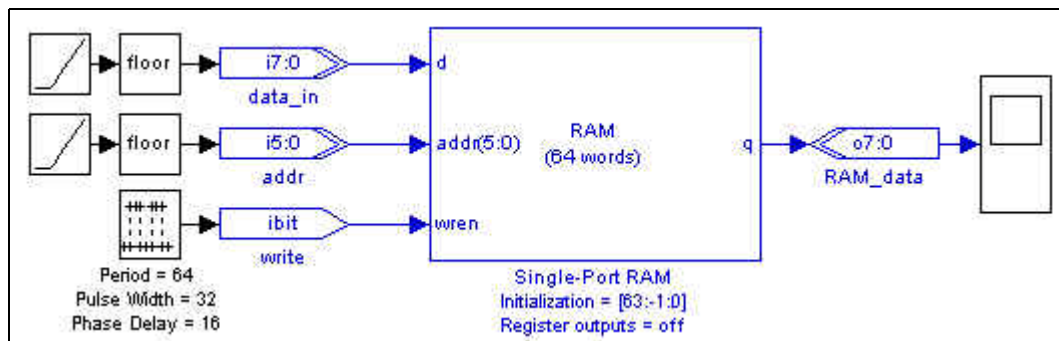 floor
i7:0
data_in
d
floor
i5:0
addr
addr(5:0)
RAM
(64 words)
q
o7:0
RAM_data
ibit
write
wren
Period = 64
Pulse Width = 32
Phase Delay = 16
Single-Port RAM
Initialization = [63:-1:0]
Register outputs = off